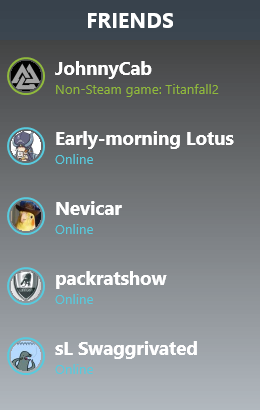 FRIENDS
JohnnyCab
Non-Steam game: Titanfall2
Early-morning Lotus
Online
Nevicar
Online
packratshow
Online
sL Swaggrivated
Online